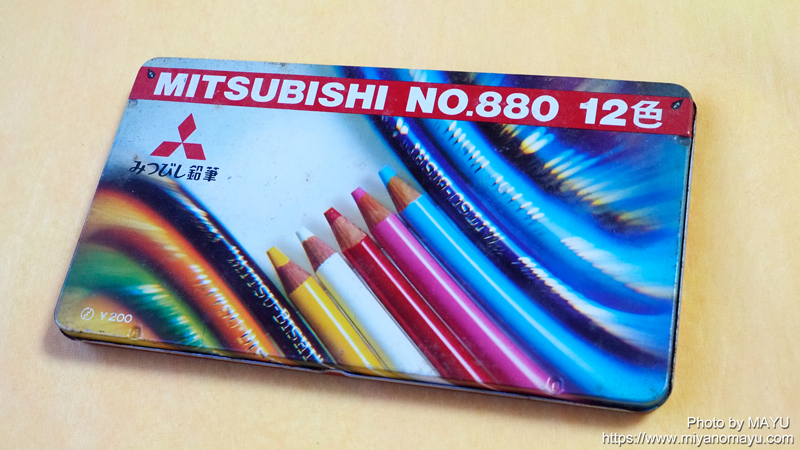 MITSUBISHI NO.880 12色
みつびし鉛筆
¥200
Photo by MAYU
https://www.miyanomayu.com/